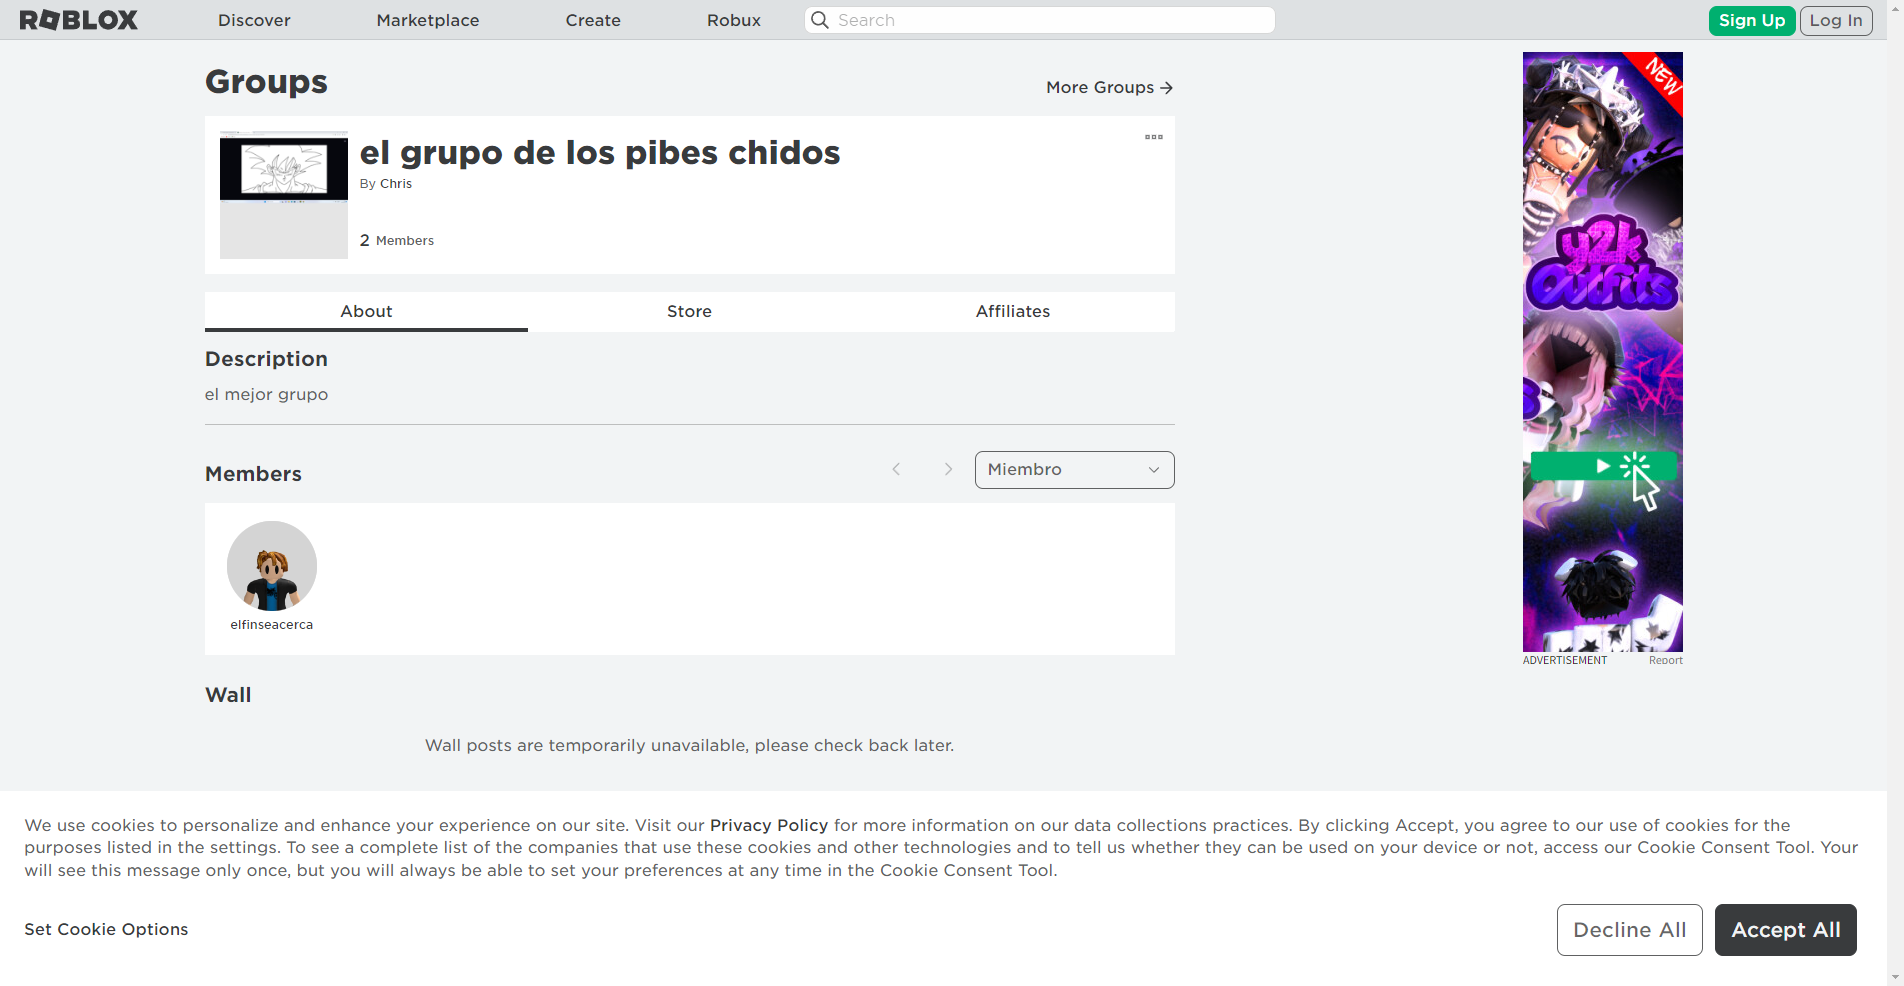 ROBLOX
Discover
Marketplace
Create
Robux
Search
Sign Up
Log In
Groups
More Groups
el grupo de los pibes chidos
By Chris
2 Members
About
Store
Affiliates
Description
el mejor grupo
Members
Miembro
elfinseacerca
Wall
Wall posts are temporarily unavailable, please check back later.
NEW
y2k
Outfits
ADVERTISEMENT
Report
We use cookies to personalize and enhance your experience on our site. Visit our Privacy Policy for more information on our data collections practices. By clicking Accept, you agree to our use of cookies for the
purposes listed in the settings. To see a complete list of the companies that use these cookies and other technologies and to tell us whether they can be used on your device or not, access our Cookie Consent Tool. Your
will see this message only once, but you will always be able to set your preferences at any time in the Cookie Consent Tool.
Set Cookie Options
Decline All
Accept All